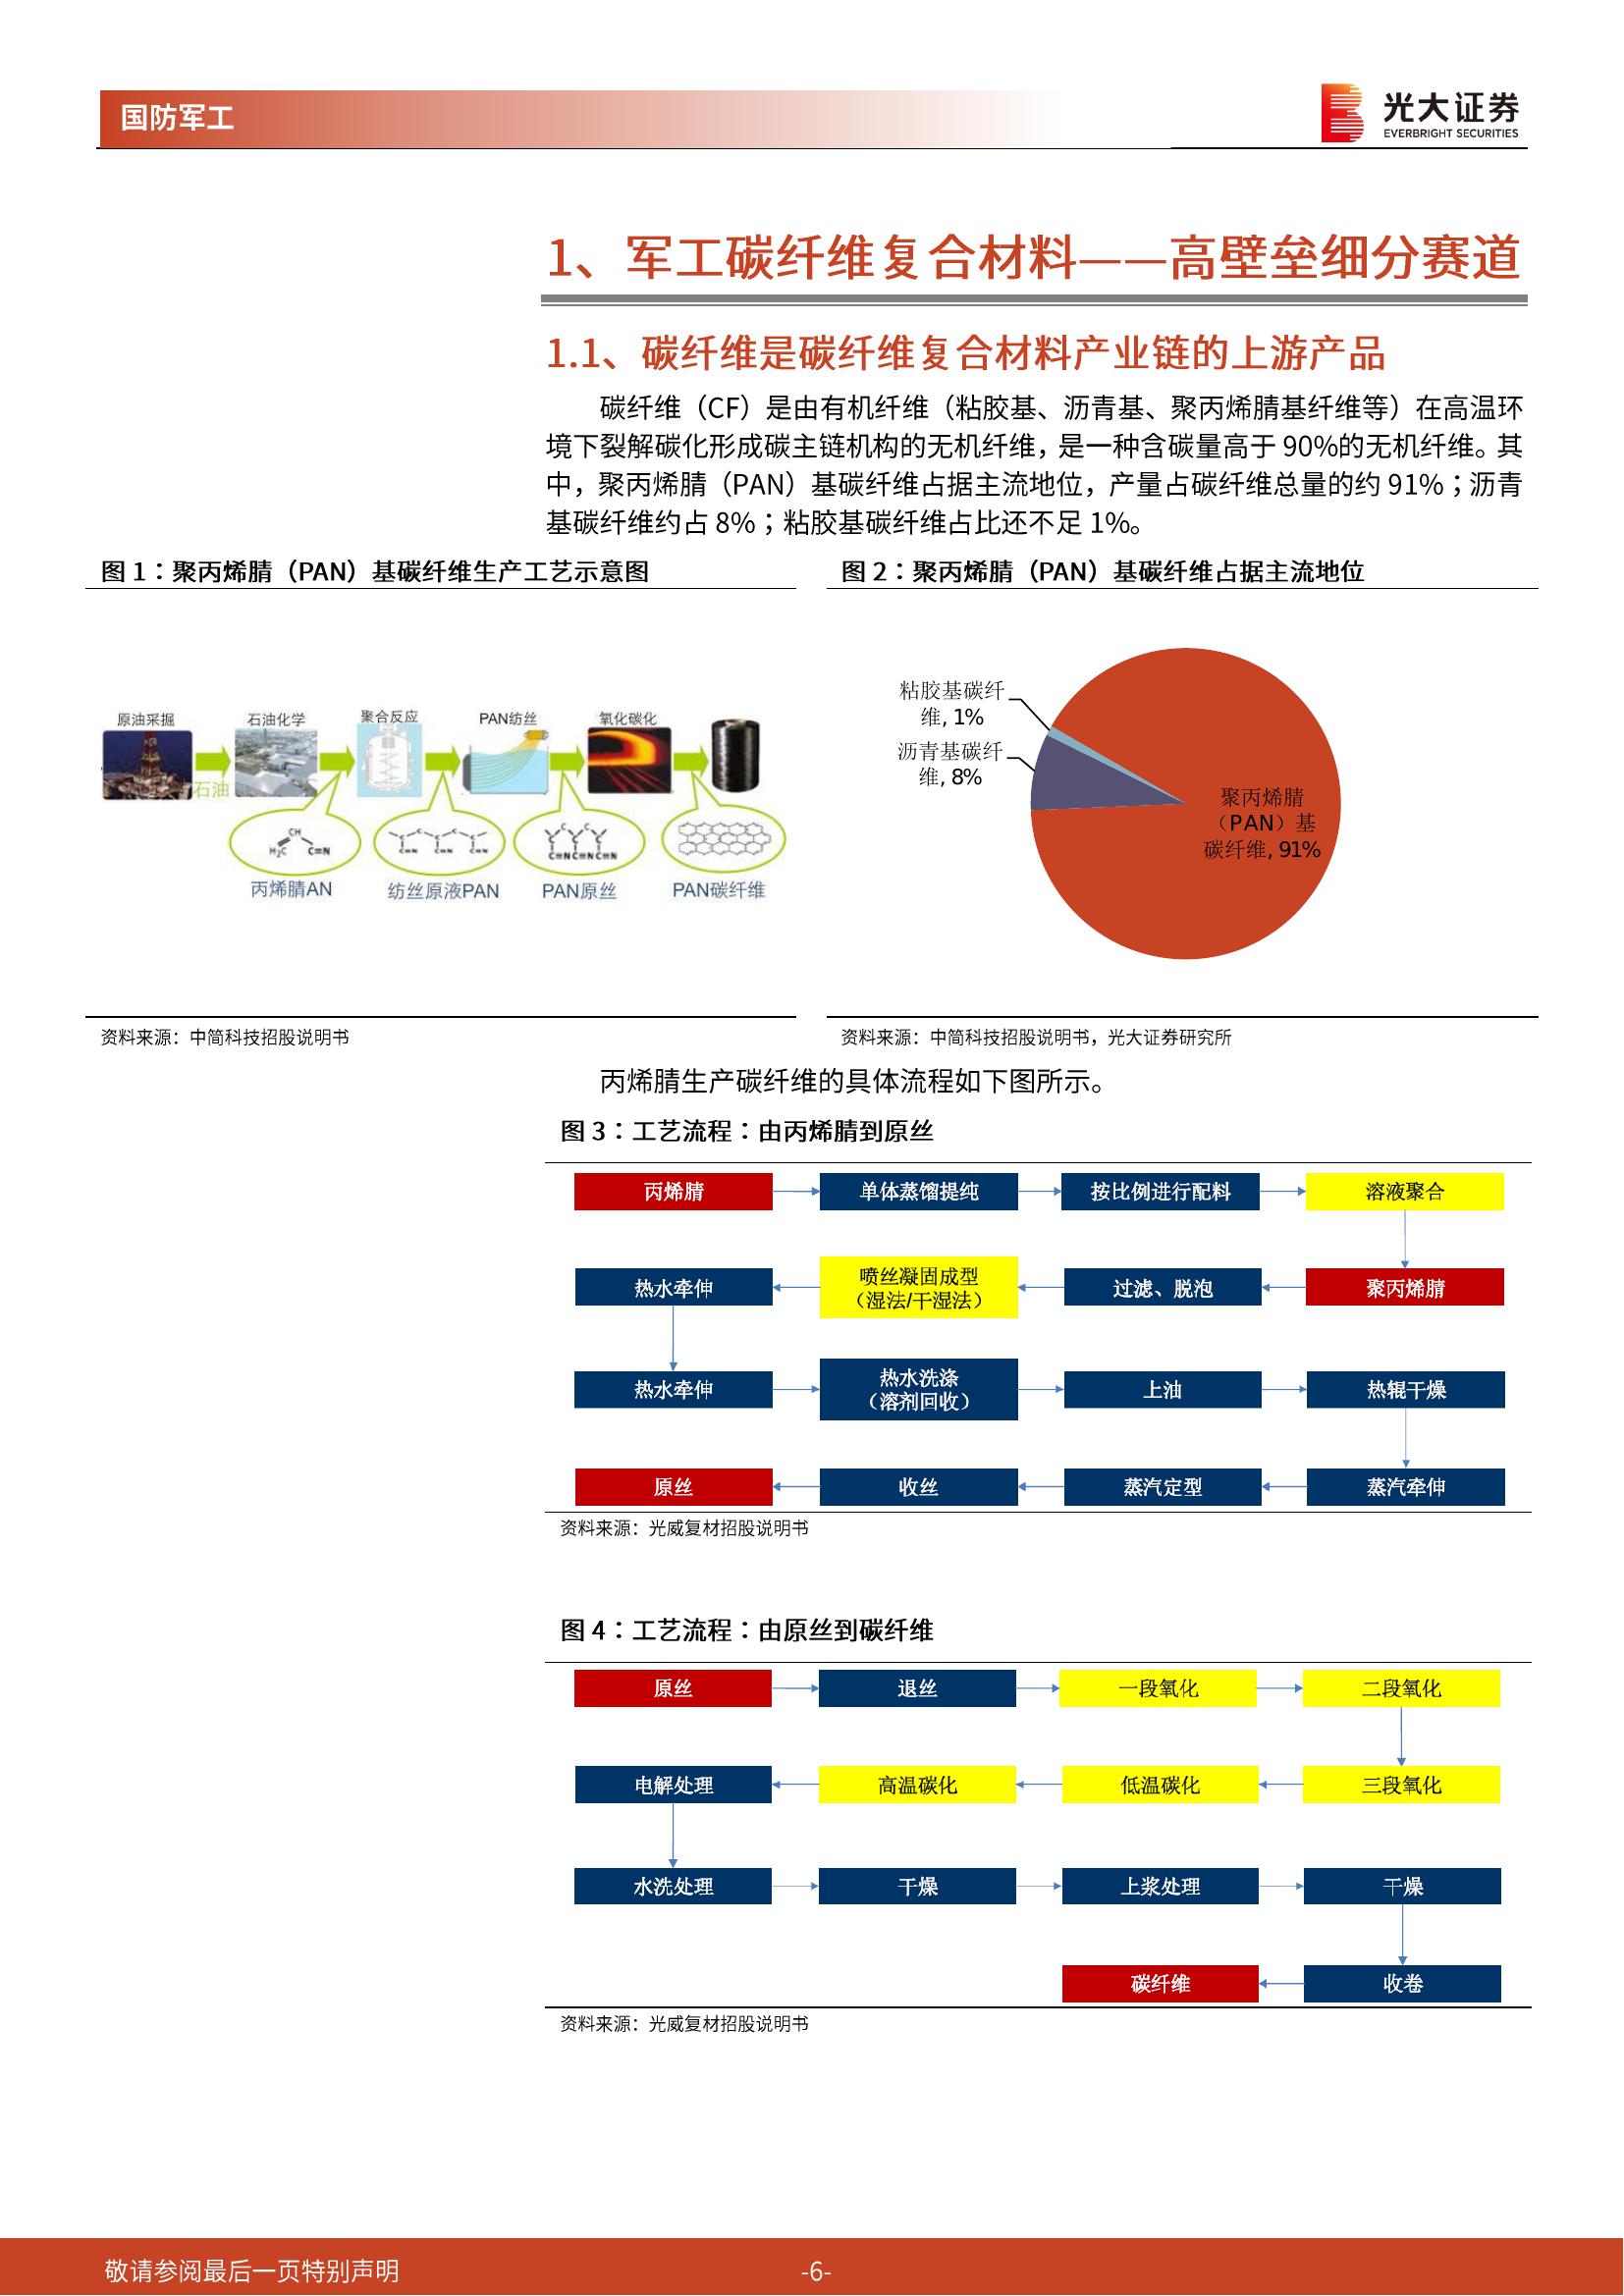 国防军工
光大证券
EVERBRIGHT SECURITIES
1、军工碳纤维复合材料——高壁垒细分赛道
1.1、碳纤维是碳纤维复合材料产业链的上游产品
碳纤维（CF）是由有机纤维（粘胶基、沥青基、聚丙烯腈基纤维等）在高温环
境下裂解碳化形成碳主链机构的无机纤维，是一种含碳量高于 90%的无机纤维。其
中，聚丙烯腈（PAN）基碳纤维占据主流地位，产量占碳纤维总量的约 91%；沥青
基碳纤维约占 8%；粘胶基碳纤维占比还不足 1%。
图 1：聚丙烯腈（PAN）基碳纤维生产工艺示意图
原油采掘
石油化学
聚合反应
PAN纺丝
氧化碳化
石油
CH
H₂C C≡N
C≡N C≡N C≡N
C≡N C≡N C≡N
丙烯腈AN
纺丝原液PAN
PAN原丝
PAN碳纤维
资料来源：中简科技招股说明书
图 2：聚丙烯腈（PAN）基碳纤维占据主流地位
粘胶基碳纤
维, 1%
沥青基碳纤
维, 8%
聚丙烯腈
（PAN）基
碳纤维, 91%
资料来源：中简科技招股说明书，光大证券研究所
丙烯腈生产碳纤维的具体流程如下图所示。
图 3：工艺流程：由丙烯腈到原丝
丙烯腈
单体蒸馏提纯
按比例进行配料
溶液聚合
热水牵伸
喷丝凝固成型
（湿法/干湿法）
过滤、脱泡
聚丙烯腈
热水牵伸
热水洗涤
（溶剂回收）
上油
热辊干燥
原丝
收丝
蒸汽定型
蒸汽牵伸
资料来源：光威复材招股说明书
图 4：工艺流程：由原丝到碳纤维
原丝
退丝
一段氧化
二段氧化
电解处理
高温碳化
低温碳化
三段氧化
水洗处理
干燥
上浆处理
干燥
碳纤维
收卷
资料来源：光威复材招股说明书
敬请参阅最后一页特别声明
-6-